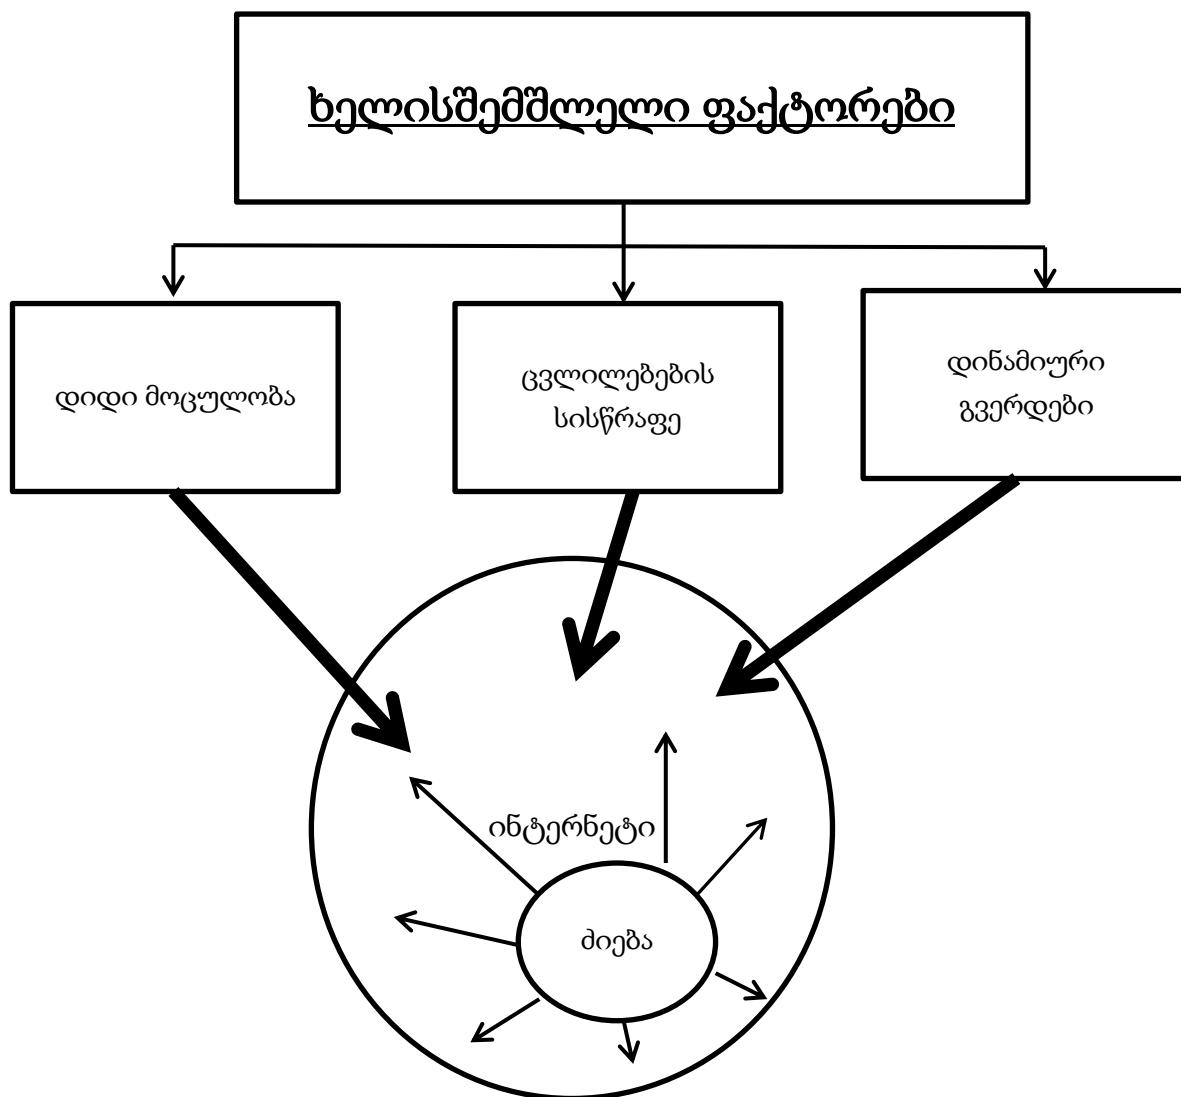 ხელისშემშლელი ფაქტორები
დიდი მოცულობა
ცვლილებების
სისწრაფე
დინამიური
გვერდები
ინტერნეტი
ძიება